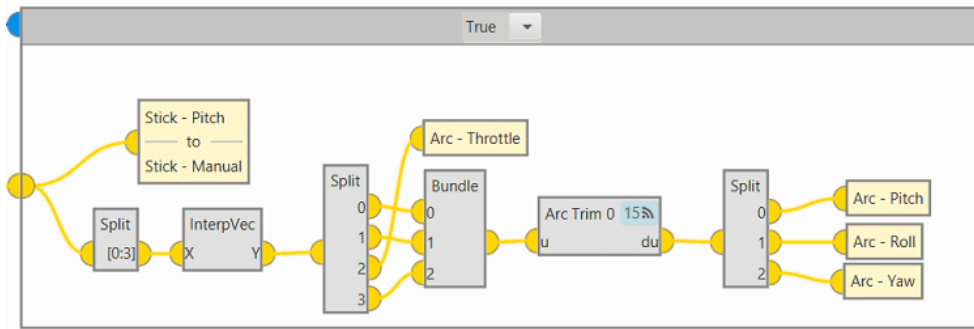 True
Stick - Pitch
to
Stick - Manual
Split
[0:3]
InterpVec
X Y
Split
0
1
2
3
Arc - Throttle
Bundle
0
1
2
Arc Trim 0 15
u du
Split
0
1
2
Arc - Pitch
Arc - Roll
Arc - Yaw